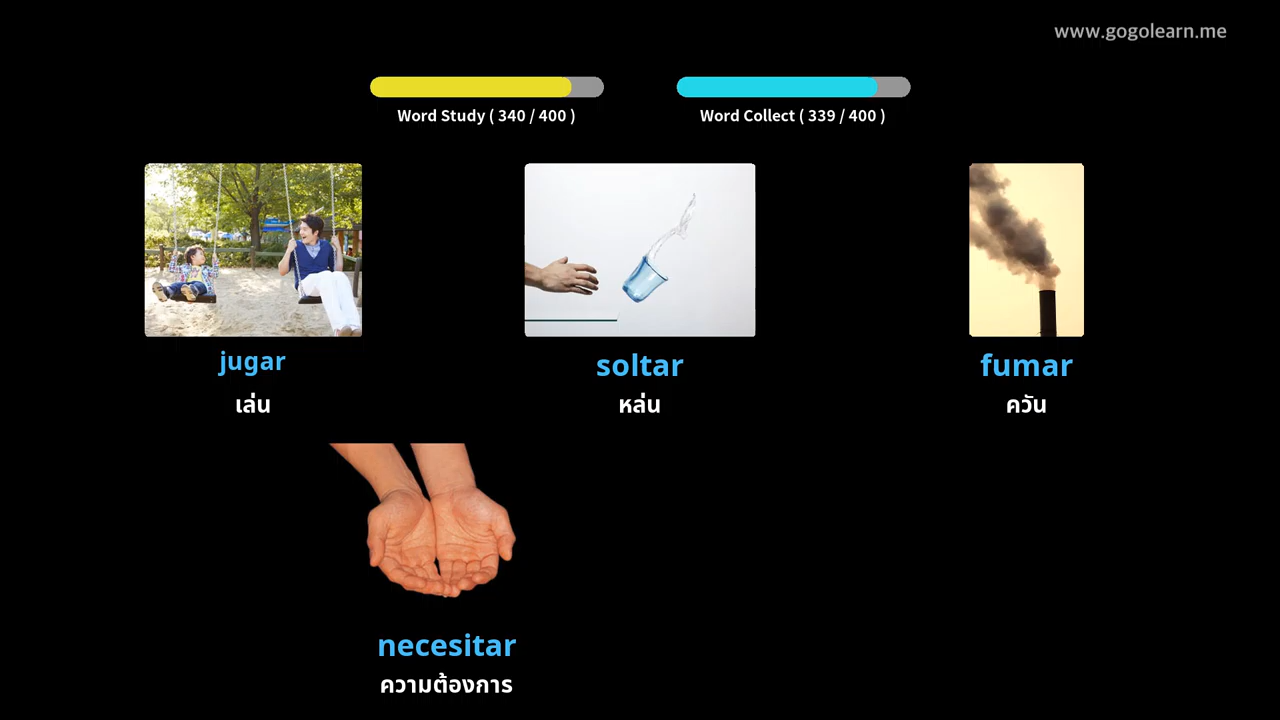 www.gogolearn.me
Word Study ( 340 / 400 )
Word Collect ( 339 / 400 )
jugar
soltar
fumar
เล่น
หล่น
ควัน
necesitar
ความต้องการ